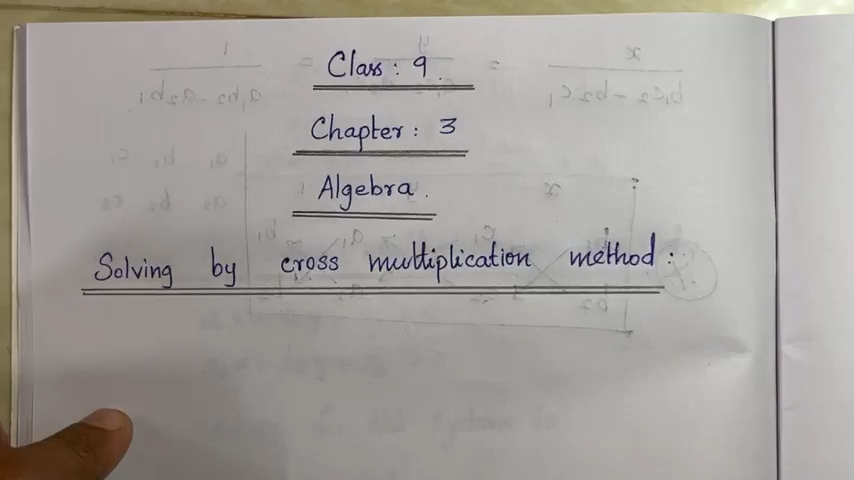 Class: 9.
Chapter: 3
Algebra.
Solving by cross multiplication method: